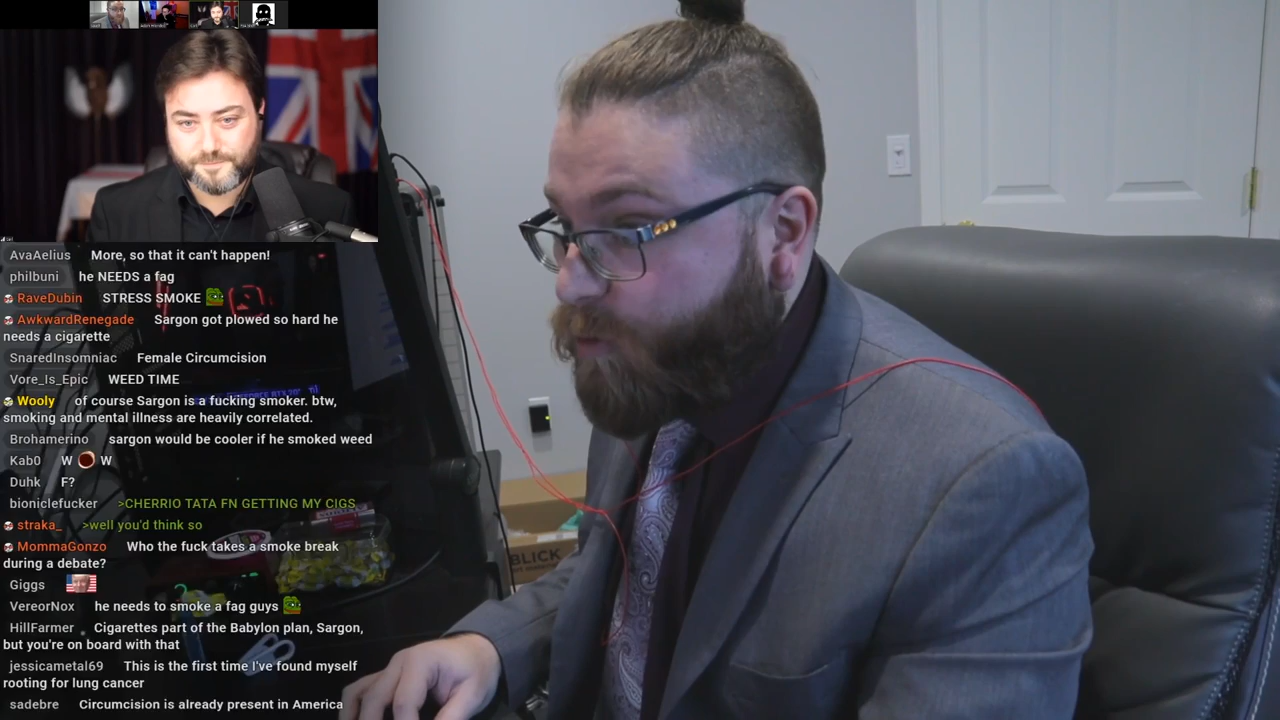 AvaAelius More, so that it can't happen!
philbuni he NEEDS a fag
RaveDubin STRESS SMOKE
AwkwardRenegade Sargon got plowed so hard he
needs a cigarette
SnaredInsomniac Female Circumcision
Vore_Is_Epic WEED TIME
Wooly of course Sargon is a fucking smoker. btw,
smoking and mental illness are heavily correlated.
Brohamerino sargon would be cooler if he smoked weed
Kab0 W W
Duhk F?
bioniclefucker >CHERRIO TATA FN GETTING MY CIGS
straka_ >well you'd think so
MommaGonzo Who the fuck takes a smoke break
during a debate?
Giggs
VereorNox he needs to smoke a fag guys
HillFarmer Cigarettes part of the Babylon plan, Sargon,
but you're on board with that
jessicametal69 This is the first time I've found myself
rooting for lung cancer
sadebre Circumcision is already present in America
BLICK